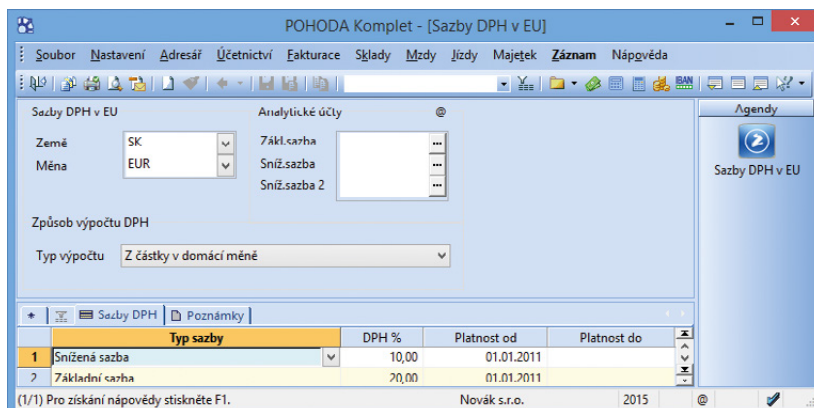 POHODA Komplet - [Sazby DPH v EU]
Soubor Nastavení Adresář Účetnictví Fakturace Sklady Mzdy Jízdy Majetek Záznam Nápověda
IBAN
Sazby DPH v EU Analytické účty @ Agendy
Země SK Zákl.sazba ...
Měna EUR Sníž.sazba ...
Sníž.sazba 2 ...
2
Sazby DPH v EU
Způsob výpočtu DPH
Typ výpočtu Z částky v domácí měně
* Sazby DPH Poznámky
Typ sazby DPH % Platnost od Platnost do
1 Snížená sazba 10,00 01.01.2011
2 Základní sazba 20,00 01.01.2011
(1/1) Pro získání nápovědy stiskněte F1. Novák s.r.o. 2015 @